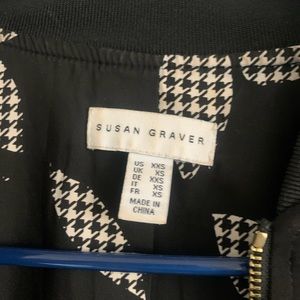 SUSAN GRAVER
US XXS
UK XS
DE XXS
IT XS
FR XS
MADE IN
CHINA